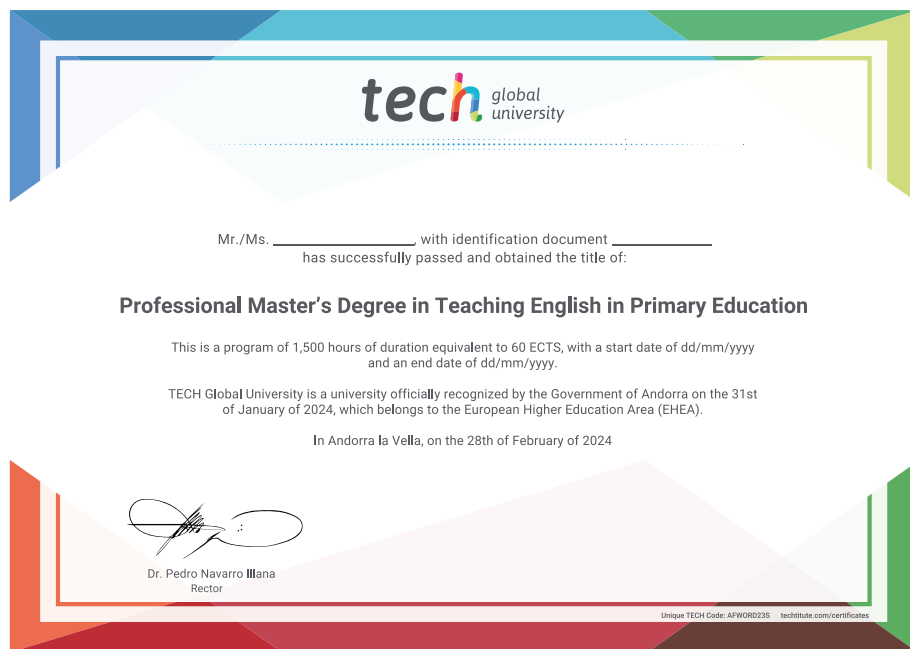 tech global university
Mr./Ms. ________________, with identification document ____________
has successfully passed and obtained the title of:
Professional Master’s Degree in Teaching English in Primary Education
This is a program of 1,500 hours of duration equivalent to 60 ECTS, with a start date of dd/mm/yyyy
and an end date of dd/mm/yyyy.
TECH Global University is a university officially recognized by the Government of Andorra on the 31st
of January of 2024, which belongs to the European Higher Education Area (EHEA).
In Andorra la Vella, on the 28th of February of 2024
Dr. Pedro Navarro Illana
Rector
Unique TECH Code: AFWORD23S techtitute.com/certificates